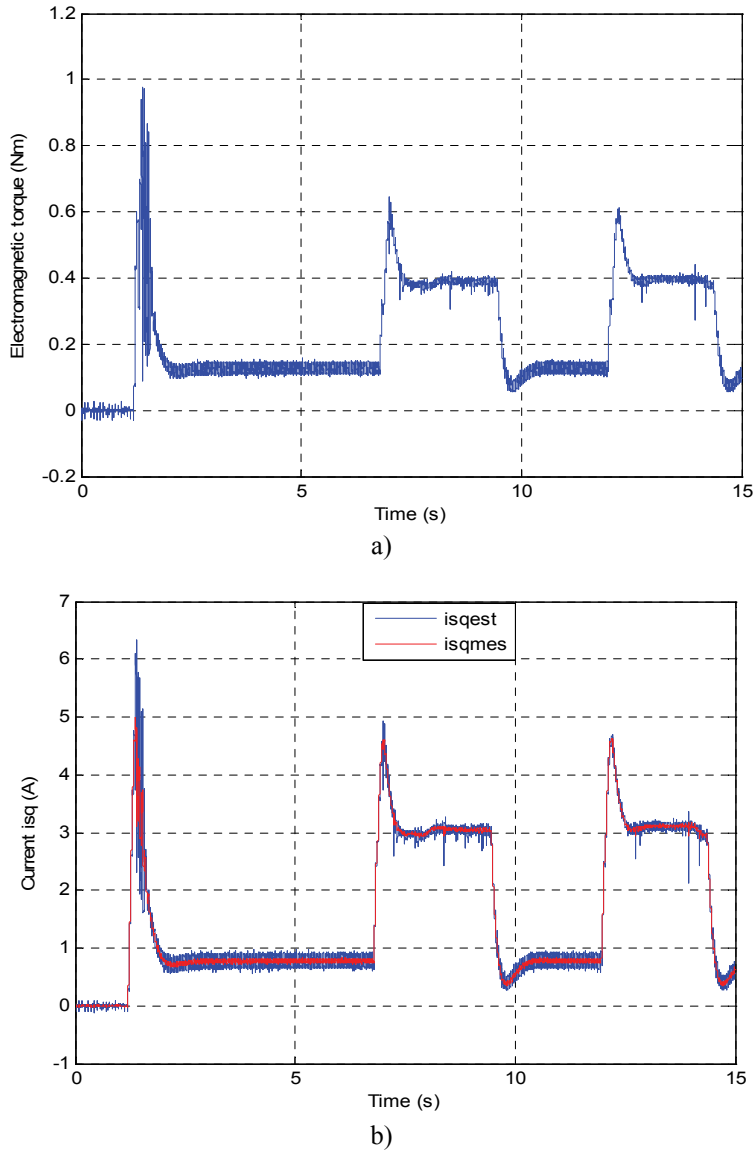 1.2
1
0.8
0.6
0.4
0.2
0
-0.2
Electromagnetic torque (Nm)
0 5 10 15
Time (s)
a)
7
6
5
4
3
2
1
0
-1
Current isq (A)
isqest
isqmes
0 5 10 15
Time (s)
b)